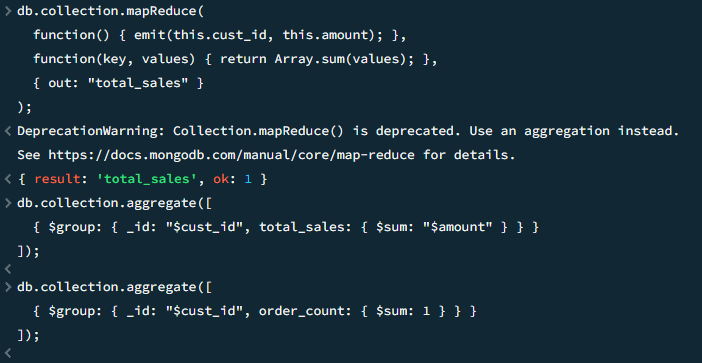 > db.collection.mapReduce(
function() { emit(this.cust_id, this.amount); },
function(key, values) { return Array.sum(values); },
{ out: "total_sales" }
);
< DeprecationWarning: Collection.mapReduce() is deprecated. Use an aggregation instead.
See https://docs.mongodb.com/manual/core/map-reduce for details.
< { result: 'total_sales', ok: 1 }
> db.collection.aggregate([
{ $group: { _id: "$cust_id", total_sales: { $sum: "$amount" } } }
]);
<
> db.collection.aggregate([
{ $group: { _id: "$cust_id", order_count: { $sum: 1 } } }
]);
<